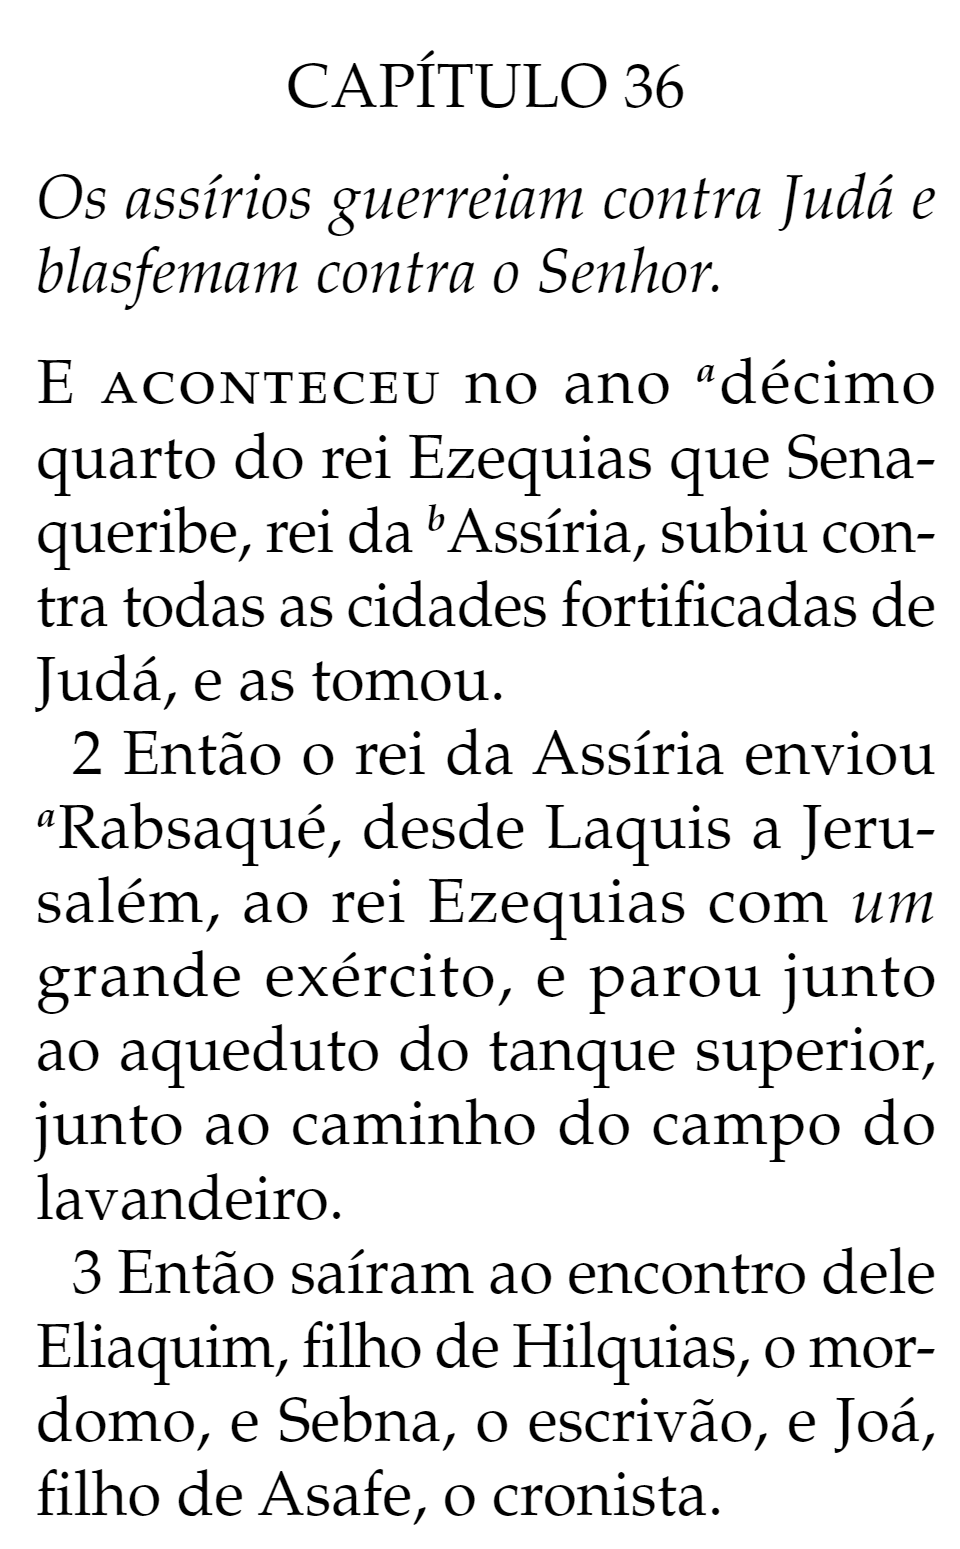 CAPÍTULO 36
Os assírios guerreiam contra Judá e
blasfemam contra o Senhor.
E ACONTECEU no ano adécimo
quarto do rei Ezequias que Sena-
queribe, rei da bAssíria, subiu con-
tra todas as cidades fortificadas de
Judá, e as tomou.
2 Então o rei da Assíria enviou
aRabsaqué, desde Laquis a Jeru-
salém, ao rei Ezequias com um
grande exército, e parou junto
ao aqueduto do tanque superior,
junto ao caminho do campo do
lavandeiro.
3 Então saíram ao encontro dele
Eliaquim, filho de Hilquias, o mor-
domo, e Sebna, o escrivão, e Joá,
filho de Asafe, o cronista.